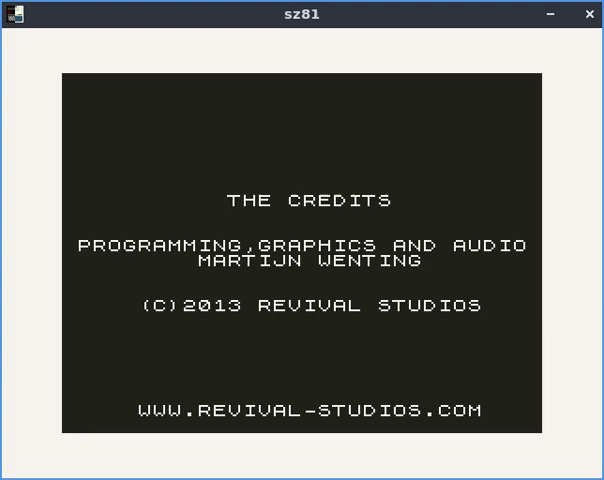 sz81
THE CREDITS
PROGRAMMING,GRAPHICS AND AUDIO
MARTIJN WENTING
(C)2013 REVIVAL STUDIOS
WWW.REVIVAL-STUDIOS.COM